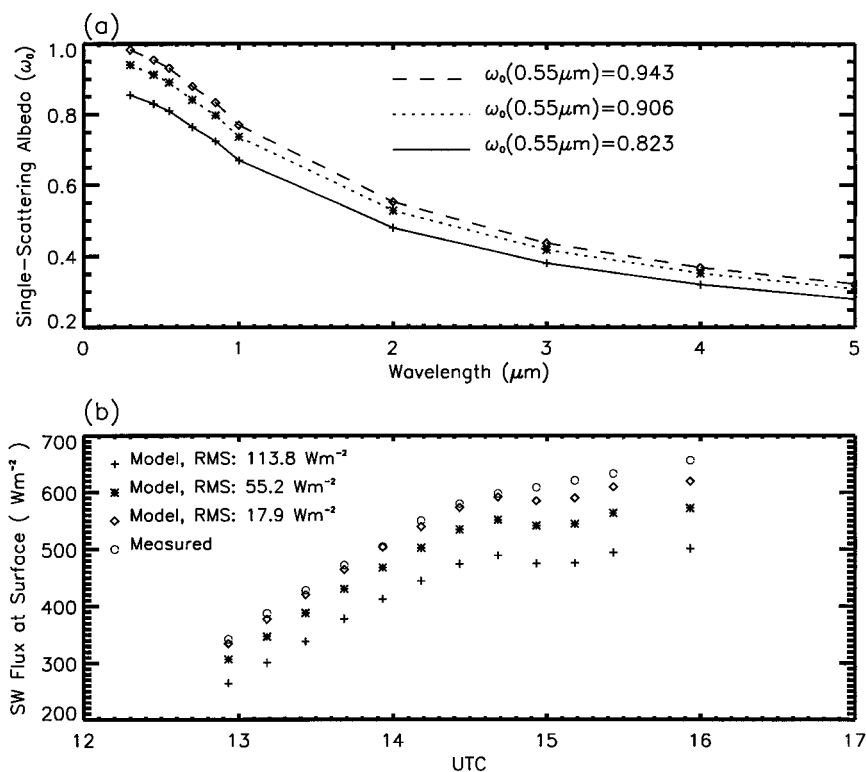 (a)
1.0
0.8
0.6
0.4
0.2
Single-Scattering Albedo (ω₀)
ω₀(0.55μm)=0.943
ω₀(0.55μm)=0.906
ω₀(0.55μm)=0.823
0 1 2 3 4 5
Wavelength (μm)
(b)
700
600
500
400
300
200
SW Flux at Surface ( Wm⁻²)
Model, RMS: 113.8 Wm⁻²
Model, RMS: 55.2 Wm⁻²
Model, RMS: 17.9 Wm⁻²
Measured
12 13 14 15 16 17
UTC